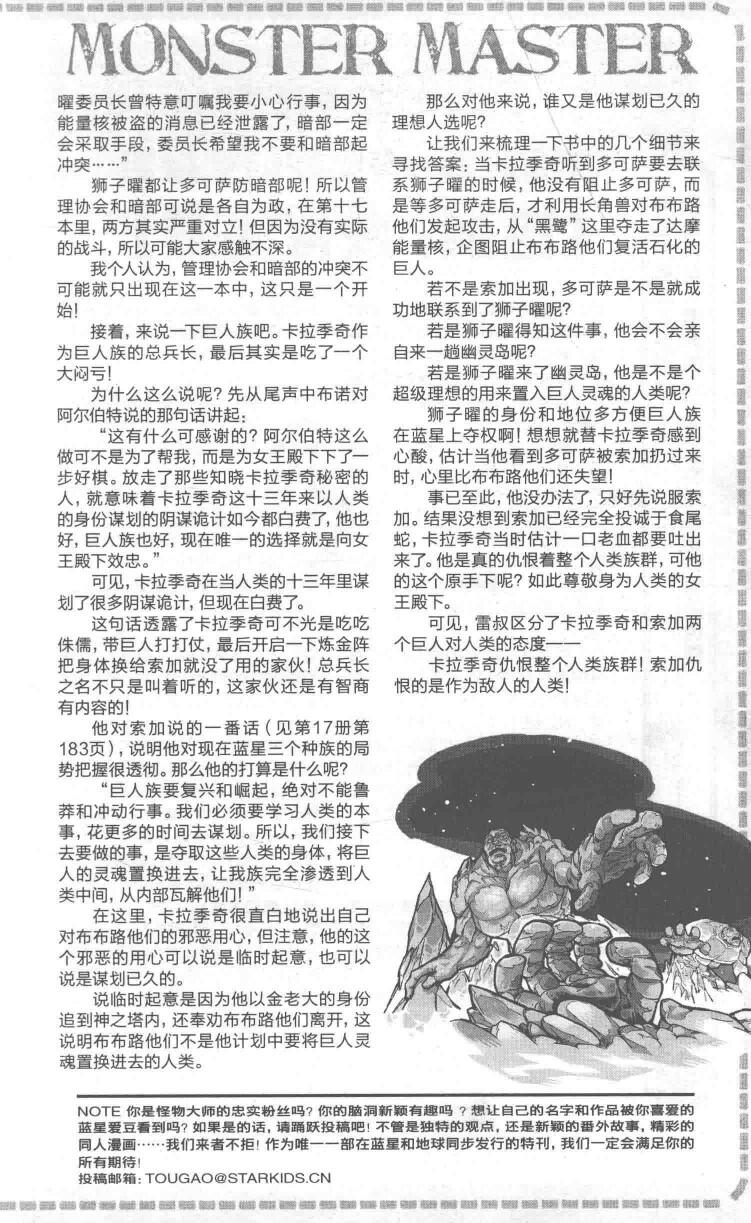 MONSTER MASTER
曜委员长曾特意叮嘱我要小心行事，因为
能量核被盗的消息已经泄露了，暗部一定
会采取手段，委员长希望我不要和暗部起
冲突……”
狮子曜都让多可萨防暗部呢！所以管
理协会和暗部可说是各自为政，在第十七
本里，两方其实严重对立！但因为没有实际
的战斗，所以可能大家感触不深。
我个人认为，管理协会和暗部的冲突不
可能就只出现在这一本中，这只是一个开
始！
接着，来说一下巨人族吧。卡拉季奇作
为巨人族的总兵长，最后其实是吃了一个
大闷亏！
为什么这么说呢？先从尾声中布诺对
阿尔伯特说的那句话讲起：
“这有什么可感谢的？阿尔伯特这么
做可不是为了帮我，而是为女王殿下下了一
步好棋。放走了那些知晓卡拉季奇秘密的
人，就意味着卡拉季奇这十三年来以人类
的身份谋划的阴谋诡计如今都白费了，他也
好，巨人族也好，现在唯一的选择就是向女
王殿下效忠。”
可见，卡拉季奇在当人类的十三年里谋
划了很多阴谋诡计，但现在白费了。
这句话透露了卡拉季奇可不光是吃吃
侏儒，带巨人打打仗，最后开启一下炼金阵
把身体换给索加就没了用的家伙！总兵长
之名不只是叫着听的，这家伙还是有智商
有内容的！
他对索加说的一番话（见第17册第
183页），说明他对现在蓝星三个种族的局
势把握很透彻。那么他的打算是什么呢？
“巨人族要复兴和崛起，绝对不能鲁
莽和冲动行事。我们必须要学习人类的本
事，花更多的时间去谋划。所以，我们接下
去要做的事，是夺取这些人类的身体，将巨
人的灵魂置换进去，让我族完全渗透到人
类中间，从内部瓦解他们！”
在这里，卡拉季奇很直白地说出自己
对布布路他们的邪恶用心，但注意，他的这
个邪恶的用心可以说是临时起意，也可以
说是谋划已久的。
说临时起意是因为他以金老大的身份
追到神之塔内，还奉劝布布路他们离开，这
说明布布路他们不是他计划中要将巨人灵
魂置换进去的人类。
那么对他来说，谁又是他谋划已久的
理想人选呢？
让我们来梳理一下书中的几个细节来
寻找答案：当卡拉季奇听到多可萨要去联
系狮子曜的时候，他没有阻止多可萨，而
是等多可萨走后，才利用长角兽对布布路
他们发起攻击，从“黑鹭”这里夺走了达摩
能量核，企图阻止布布路他们复活石化的
巨人。
若不是索加出现，多可萨是不是就成
功地联系到了狮子曜呢？
若是狮子曜得知这件事，他会不会亲
自来一趟幽灵岛呢？
若是狮子曜来了幽灵岛，他是不是个
超级理想的用来置入巨人灵魂的人类呢？
狮子曜的身份和地位多方便巨人族
在蓝星上夺权啊！想想就替卡拉季奇感到
心酸，估计当他看到多可萨被索加扔过来
时，心里比布布路他们还失望！
事已至此，他没办法了，只好先说服索
加。结果没想到索加已经完全投诚于食尾
蛇，卡拉季奇当时估计一口老血都要吐出
来了。他是真的仇恨着整个人类族群，可他
的这个原手下呢？如此尊敬身为人类的女
王殿下。
可见，雷叔区分了卡拉季奇和索加两
个巨人对人类的态度——
卡拉季奇仇恨整个人类族群！索加仇
恨的是作为敌人的人类！
NOTE 你是怪物大师的忠实粉丝吗？你的脑洞新颖有趣吗？想让自己的名字和作品被你喜爱的
蓝星爱豆看到吗？如果是的话，请踊跃投稿吧！不管是独特的观点，还是新颖的番外故事，精彩的
同人漫画……我们来者不拒！作为唯一一部在蓝星和地球同步发行的特刊，我们一定会满足你的
所有期待！
投稿邮箱：TOUGAO@STARKIDS.CN